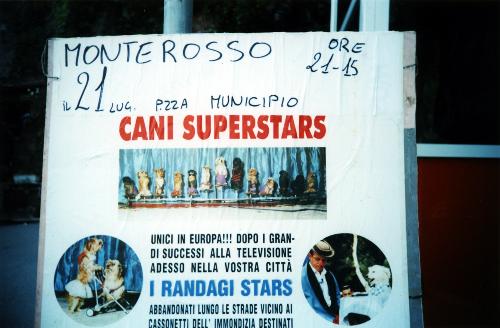 MONTEROSSO ORE
IL 21 LUG. P.ZZA MUNICIPIO 21-15
CANI SUPERSTARS
UNICI IN EUROPA!!! DOPO I GRAN-
DI SUCCESSI ALLA TELEVISIONE
ADESSO NELLA VOSTRA CITTÀ
I RANDAGI STARS
ABBANDONATI LUNGO LE STRADE VICINO AI
CASSONETTI DELL' IMMONDIZIA DESTINATI